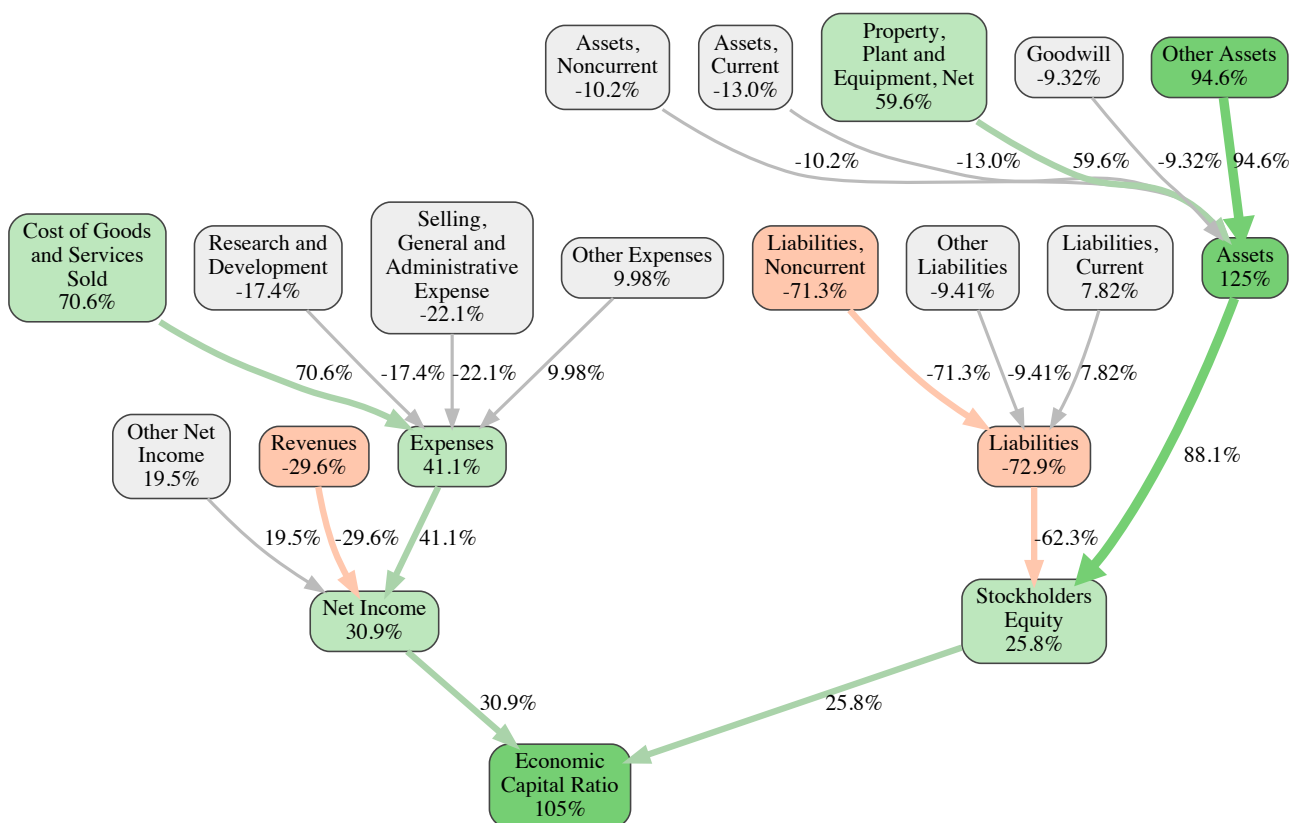 Assets,
Noncurrent
-10.2%
Assets,
Current
-13.0%
Property,
Plant and
Equipment, Net
59.6%
Goodwill
-9.32%
Other Assets
94.6%
-10.2%
-13.0%
59.6%
-9.32%
94.6%
Cost of Goods
and Services
Sold
70.6%
Research and
Development
-17.4%
Selling,
General and
Administrative
Expense
-22.1%
Other Expenses
9.98%
Liabilities,
Noncurrent
-71.3%
Other
Liabilities
-9.41%
Liabilities,
Current
7.82%
Assets
125%
70.6%
-17.4%
-22.1%
9.98%
-71.3%
-9.41%
7.82%
Other Net
Income
19.5%
Revenues
-29.6%
Expenses
41.1%
Liabilities
-72.9%
88.1%
19.5%
-29.6%
41.1%
-62.3%
Net Income
30.9%
Stockholders
Equity
25.8%
30.9%
25.8%
Economic
Capital Ratio
105%